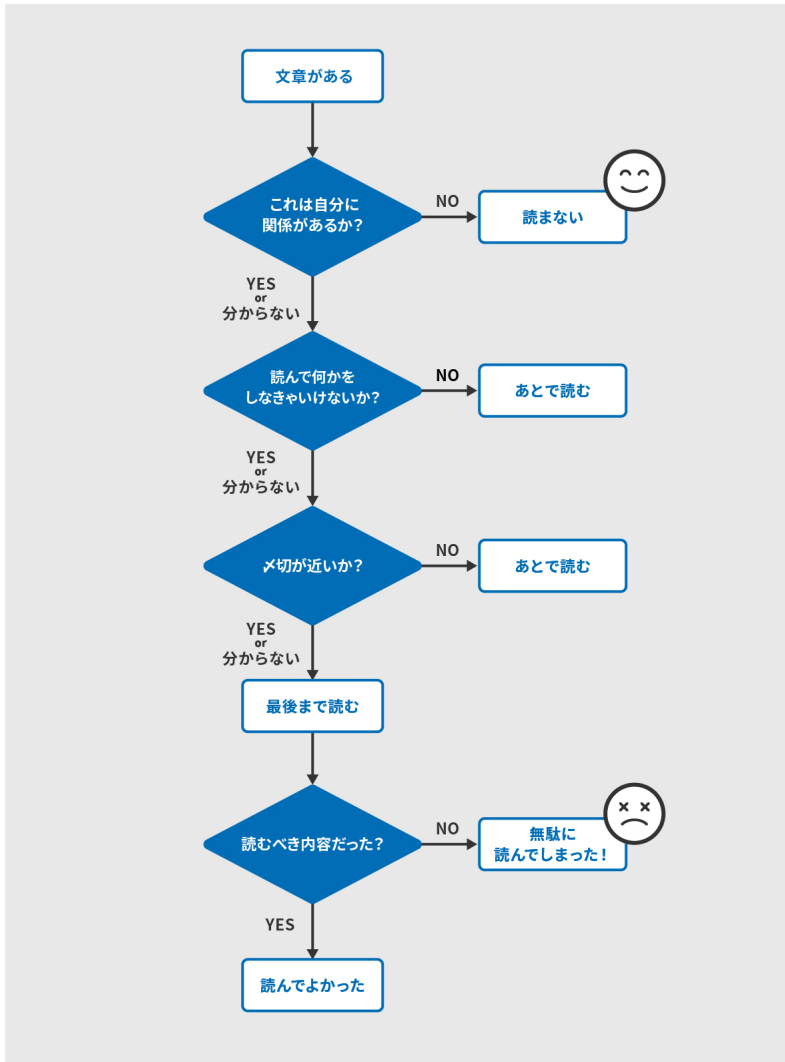 文章がある
これは自分に
関係があるか？
NO
読まない
YES
or
分からない
読んで何かを
しなきゃいけないか？
NO
あとで読む
YES
or
分からない
〆切が近いか？
NO
あとで読む
YES
or
分からない
最後まで読む
読むべき内容だった？
NO
無駄に
読んでしまった！
YES
読んでよかった